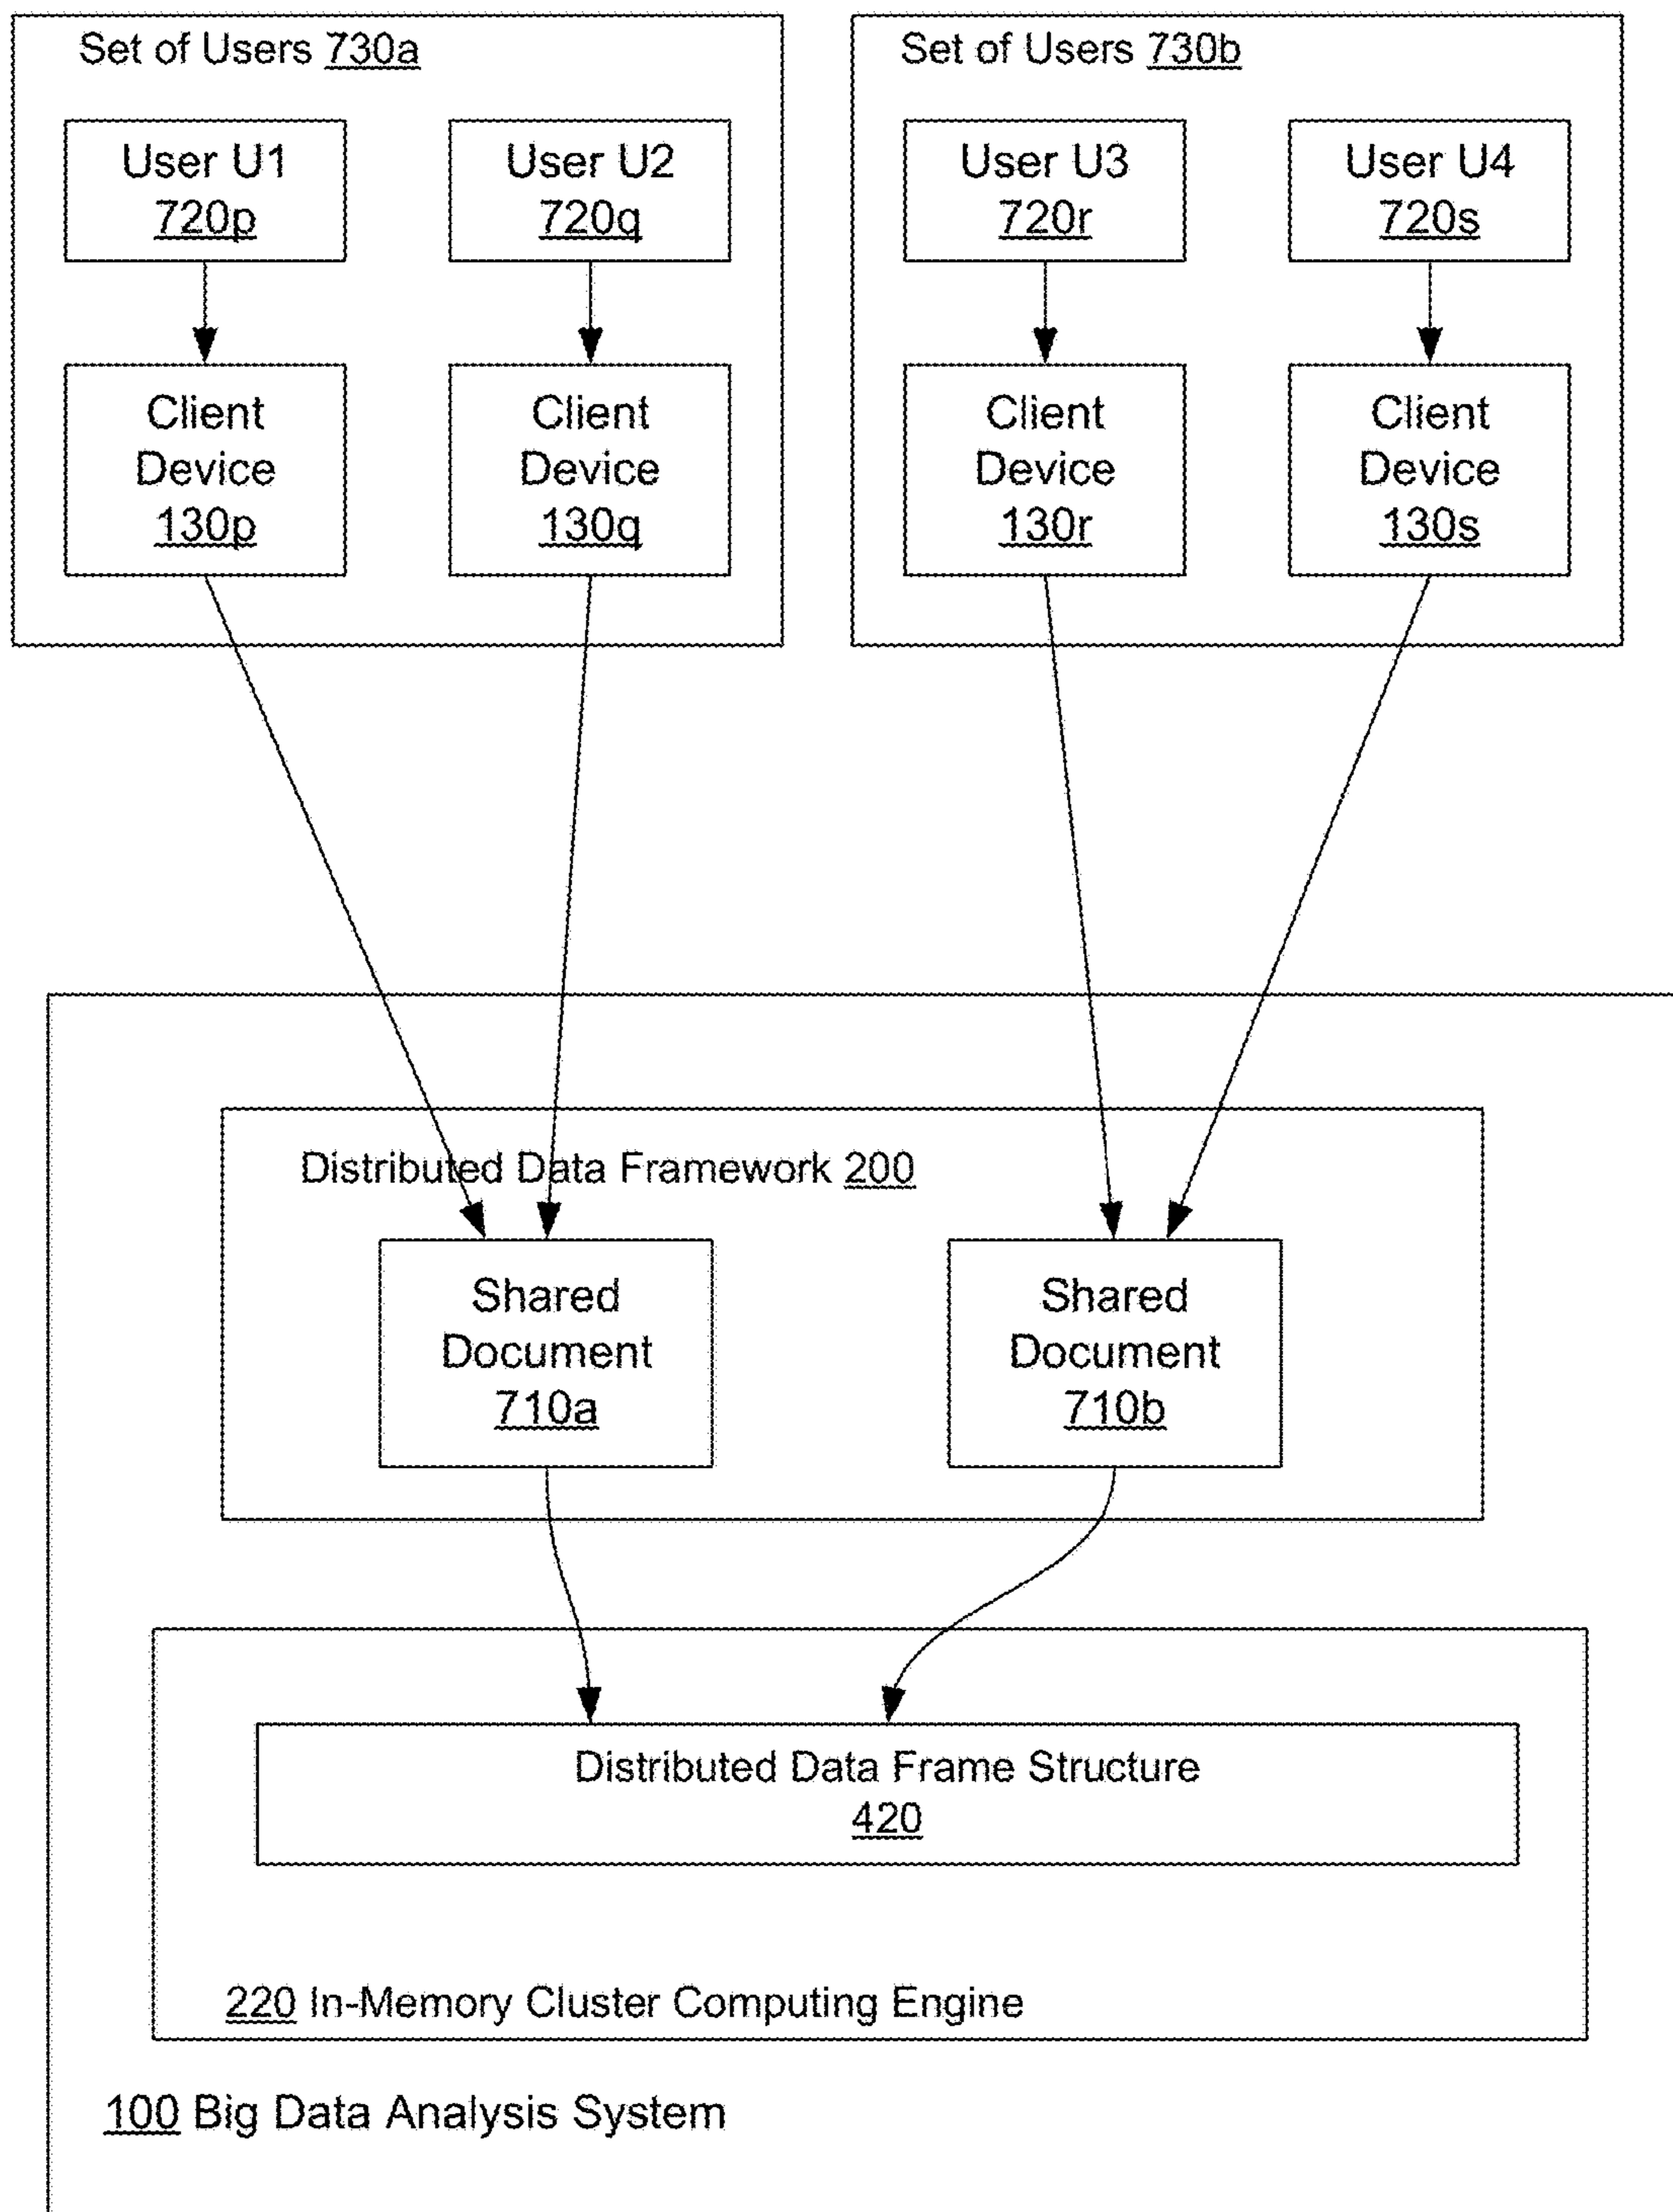 Set of Users 730a
Set of Users 730b
User U1
720p
User U2
720q
User U3
720r
User U4
720s
Client
Device
130p
Client
Device
130q
Client
Device
130r
Client
Device
130s
Distributed Data Framework 200
Shared
Document
710a
Shared
Document
710b
Distributed Data Frame Structure
420
220 In-Memory Cluster Computing Engine
100 Big Data Analysis System